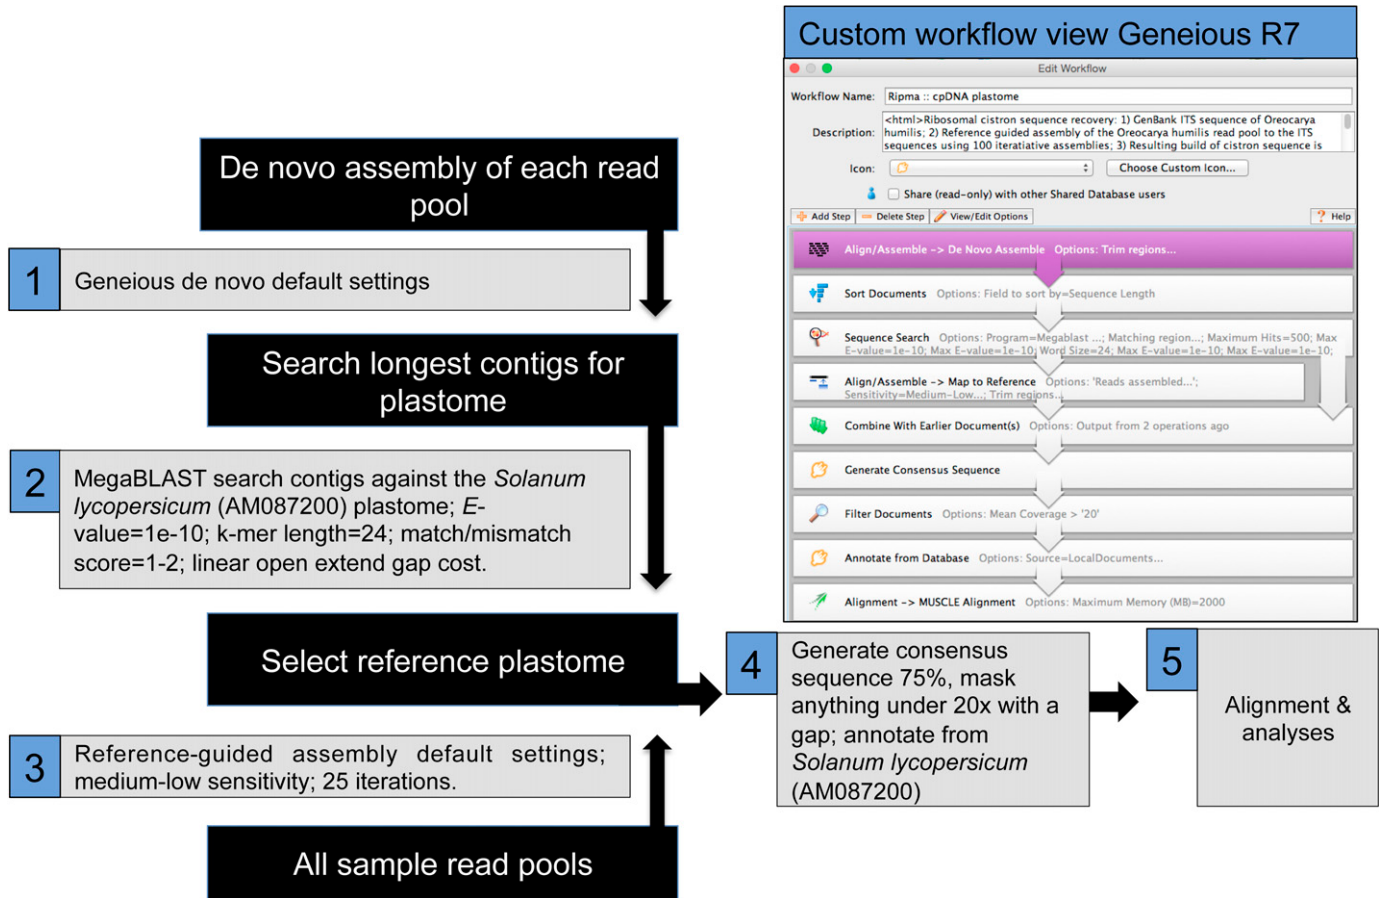 Custom workflow view Geneious R7
Edit Workflow
Workflow Name: Ripma :: cpDNA plastome
Description: <html>Ribosomal cistron sequence recovery: 1) GenBank ITS sequence of Oreocarya
humilis; 2) Reference guided assembly of the Oreocarya humilis read pool to the ITS
sequences using 100 iteratiative assemblies; 3) Resulting build of cistron sequence is
Icon: Choose Custom Icon...
Share (read-only) with other Shared Database users
Add Step Delete Step View/Edit Options ? Help
Align/Assemble -> De Novo Assemble Options: Trim regions...
Sort Documents Options: Field to sort by=Sequence Length
Sequence Search Options: Program=Megablast ...; Matching region...; Maximum Hits=500; Max
E-value=1e-10; Max E-value=1e-10; Word Size=24; Max E-value=1e-10; Max E-value=1e-10;
Align/Assemble -> Map to Reference Options: 'Reads assembled...';
Sensitivity=Medium-Low...; Trim regions...
Combine With Earlier Document(s) Options: Output from 2 operations ago
Generate Consensus Sequence
Filter Documents Options: Mean Coverage > '20'
Annotate from Database Options: Source=LocalDocuments...
Alignment -> MUSCLE Alignment Options: Maximum Memory (MB)=2000
De novo assembly of each read
pool
1
Geneious de novo default settings
Search longest contigs for
plastome
2
MegaBLAST search contigs against the Solanum
lycopersicum (AM087200) plastome; E-
value=1e-10; k-mer length=24; match/mismatch
score=1-2; linear open extend gap cost.
Select reference plastome
3
Reference-guided assembly default settings;
medium-low sensitivity; 25 iterations.
All sample read pools
4
Generate consensus
sequence 75%, mask
anything under 20x with a
gap; annotate from
Solanum lycopersicum
(AM087200)
5
Alignment &
analyses